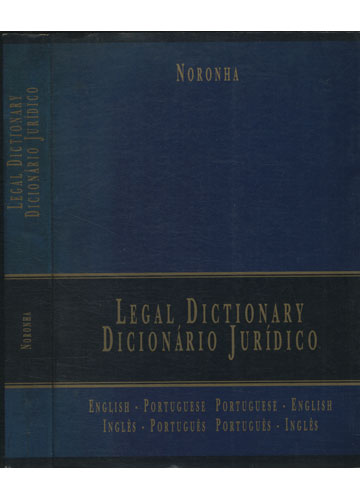 LEGAL DICTIONARY
DICIONÁRIO JURÍDICO
NORONHA
NORONHA
LEGAL DICTIONARY
DICIONÁRIO JURÍDICO
ENGLISH - PORTUGUESE PORTUGUESE - ENGLISH
INGLÊS - PORTUGUÊS PORTUGUÊS - INGLÊS